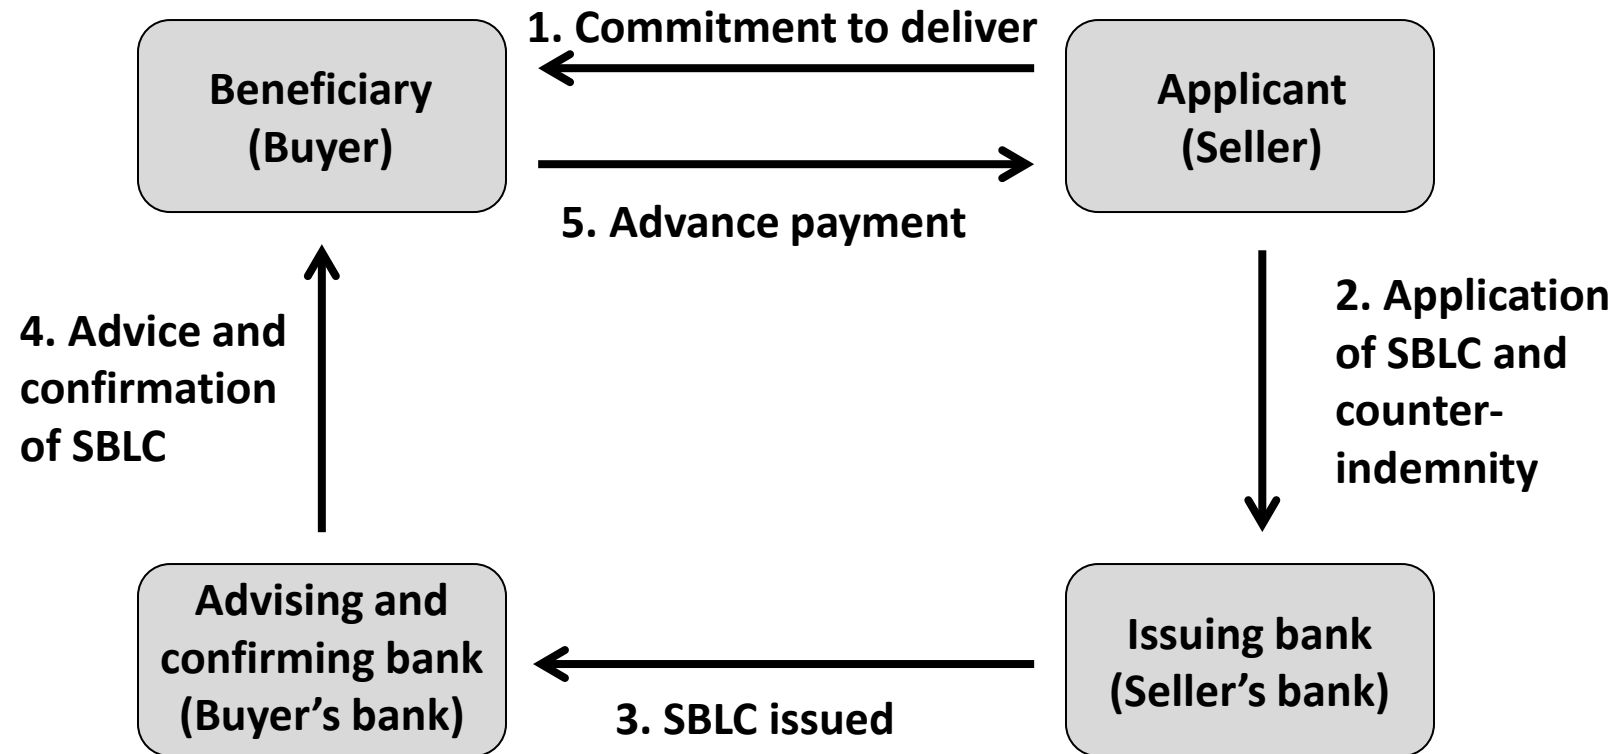 1. Commitment to deliver
Beneficiary
(Buyer)
Applicant
(Seller)
5. Advance payment
4. Advice and
confirmation
of SBLC
2. Application
of SBLC and
counter-
indemnity
Advising and
confirming bank
(Buyer’s bank)
3. SBLC issued
Issuing bank
(Seller’s bank)